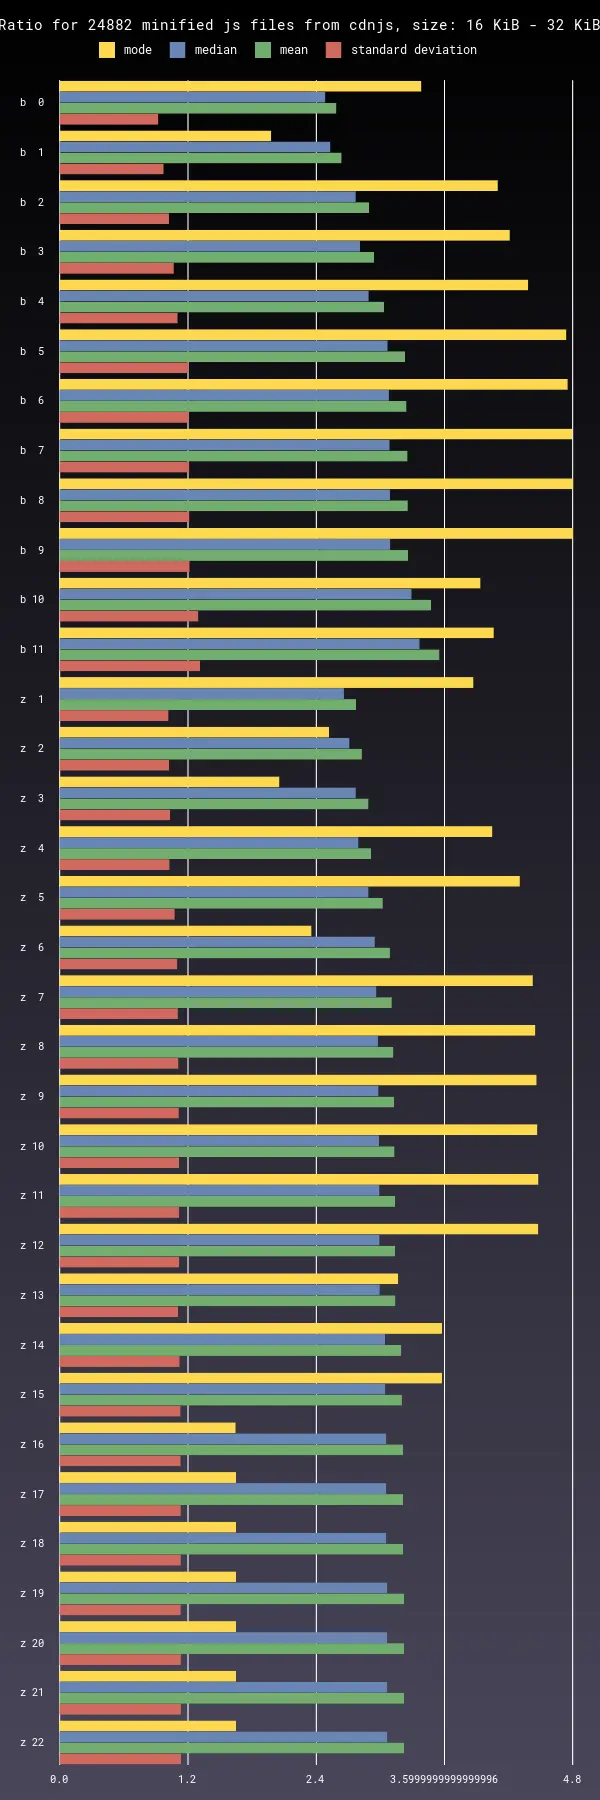 Ratio for 24882 minified js files from cdnjs, size: 16 KiB - 32 KiB
mode median mean standard deviation
b 0
b 1
b 2
b 3
b 4
b 5
b 6
b 7
b 8
b 9
b 10
b 11
z 1
z 2
z 3
z 4
z 5
z 6
z 7
z 8
z 9
z 10
z 11
z 12
z 13
z 14
z 15
z 16
z 17
z 18
z 19
z 20
z 21
z 22
0.0 1.2 2.4 3.5999999999999996 4.8